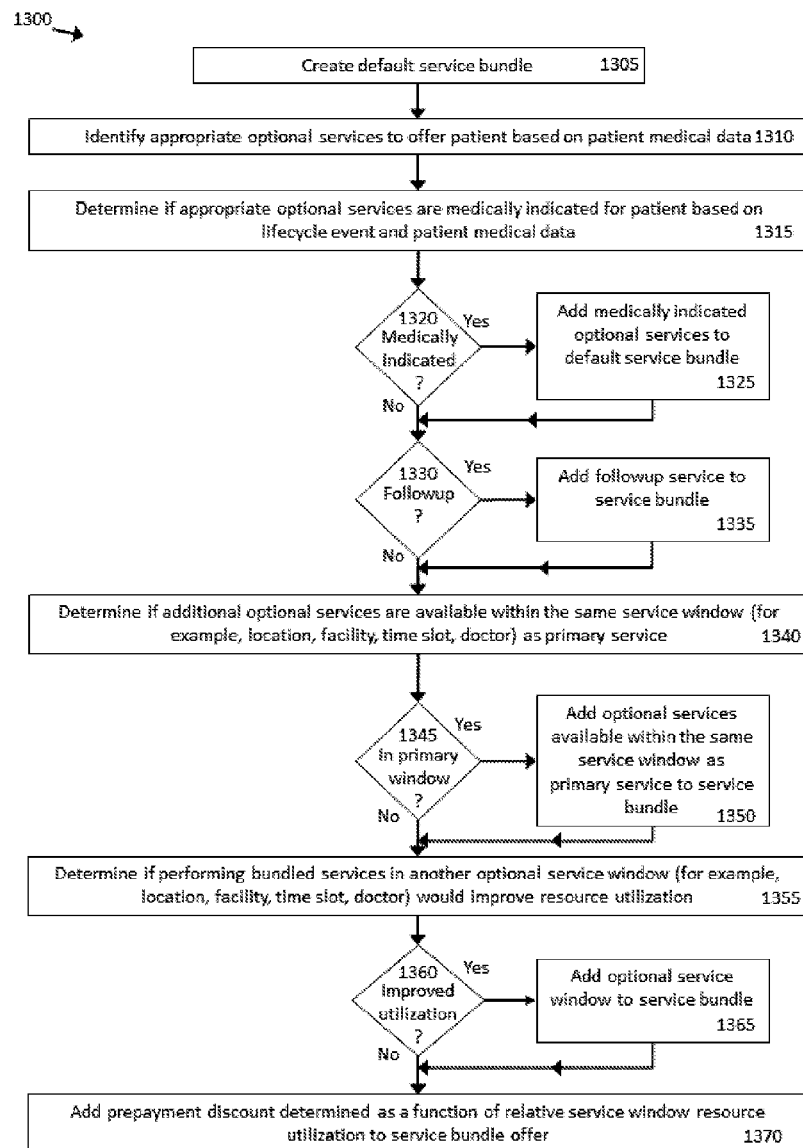 1300
Create default service bundle 1305
Identify appropriate optional services to offer patient based on patient medical data 1310
Determine if appropriate optional services are medically indicated for patient based on
lifecycle event and patient medical data 1315
1320
Medically
indicated
?
Yes
No
Add medically indicated
optional services to
default service bundle
1325
1330
Followup
?
Yes
No
Add followup service to
service bundle
1335
Determine if additional optional services are available within the same service window (for
example, location, facility, time slot, doctor) as primary service 1340
1345
In primary
window
?
Yes
No
Add optional services
available within the same
service window as
primary service to service
bundle 1350
Determine if performing bundled services in another optional service window (for example,
location, facility, time slot, doctor) would improve resource utilization 1355
1360
Improved
utilization
?
Yes
No
Add optional service
window to service bundle
1365
Add prepayment discount determined as a function of relative service window resource
utilization to service bundle offer 1370